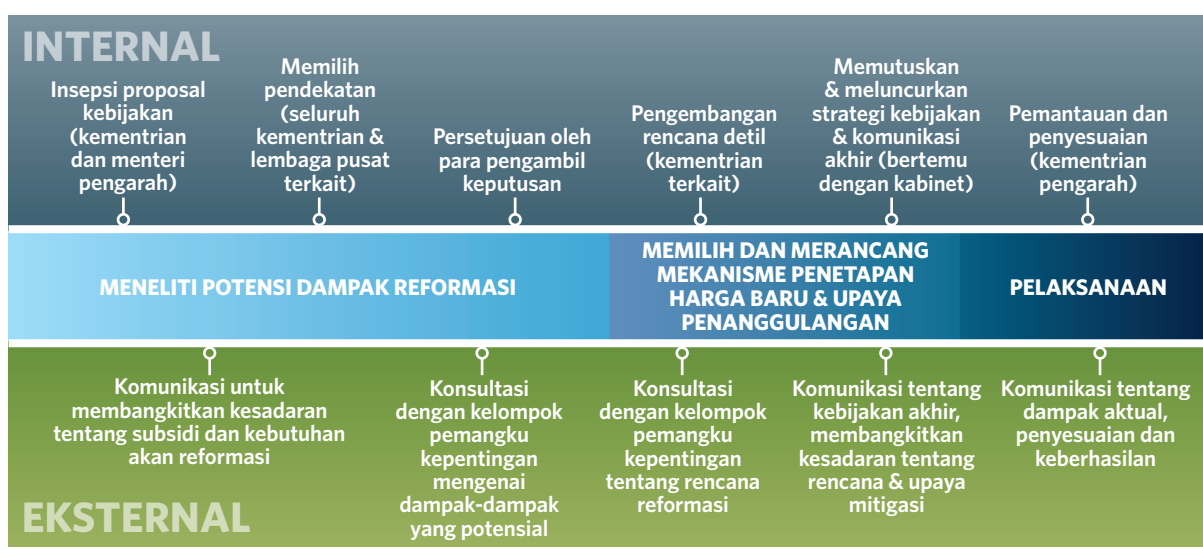 INTERNAL
Insepsi proposal
kebijakan
(kementrian
dan menteri
pengarah)
Memilih
pendekatan
(seluruh
kementrian &
lembaga pusat
terkait)
Persetujuan oleh
para pengambil
keputusan
Pengembangan
rencana detil
(kementrian
terkait)
Memutuskan
& meluncurkan
strategi kebijakan
& komunikasi
akhir (bertemu
dengan kabinet)
Pemantauan dan
penyesuaian
(kementrian
pengarah)
MENELITI POTENSI DAMPAK REFORMASI
MEMILIH DAN MERANCANG
MEKANISME PENETAPAN
HARGA BARU & UPAYA
PENANGGULANGAN
PELAKSANAAN
Komunikasi untuk
membangkitkan kesadaran
tentang subsidi dan kebutuhan
akan reformasi
Konsultasi
dengan kelompok
pemangku
kepentingan
mengenai
dampak-dampak
yang potensial
Konsultasi
dengan kelompok
pemangku
kepentingan
tentang rencana
reformasi
Komunikasi tentang
kebijakan akhir,
membangkitkan
kesadaran tentang
rencana & upaya
mitigasi
Komunikasi tentang
dampak aktual,
penyesuaian dan
keberhasilan
EKSTERNAL